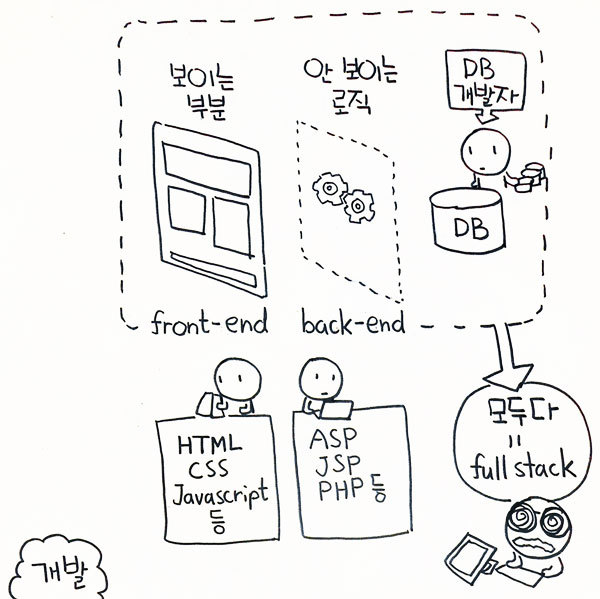 보이는
부분
안 보이는
로직
DB
개발자
DB
front-end
back-end
HTML
CSS
Javascript
등
ASP
JSP
PHP 등
모두다
=
full stack
개발